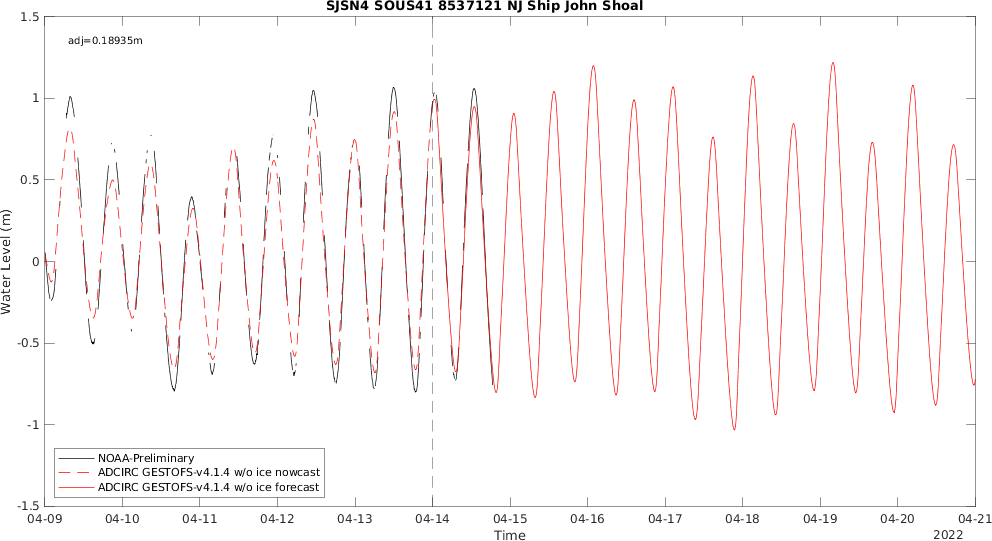 SJSN4 SOUS41 8537121 NJ Ship John Shoal
adj=0.18935m
1.5
1
0.5
0
-0.5
-1
-1.5
Water Level (m)
NOAA-Preliminary
ADCIRC GESTOFS-v4.1.4 w/o ice nowcast
ADCIRC GESTOFS-v4.1.4 w/o ice forecast
04-09 04-10 04-11 04-12 04-13 04-14 04-15 04-16 04-17 04-18 04-19 04-20 04-21
Time
2022